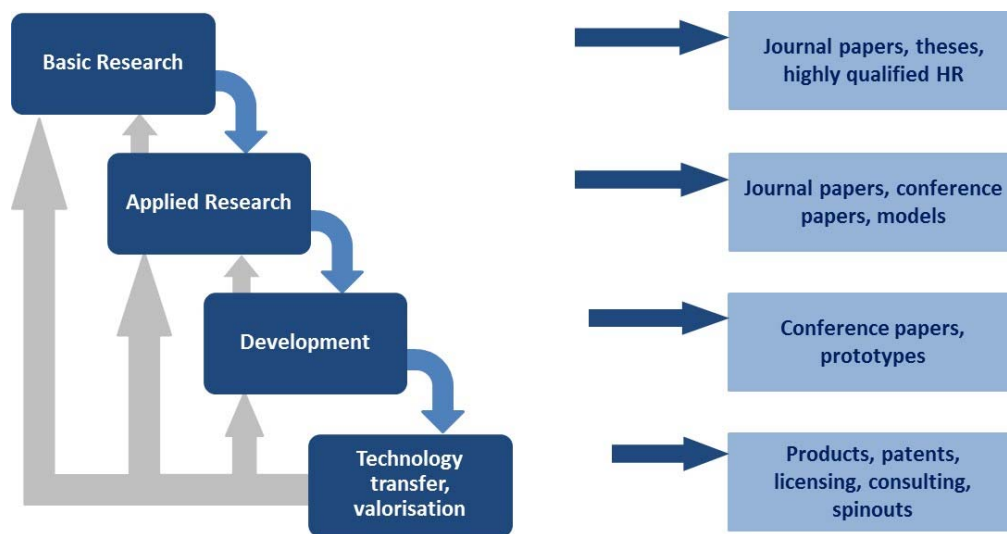 Basic Research
Journal papers, theses,
highly qualified HR
Applied Research
Journal papers, conference
papers, models
Development
Conference papers,
prototypes
Technology
transfer,
valorisation
Products, patents,
licensing, consulting,
spinouts